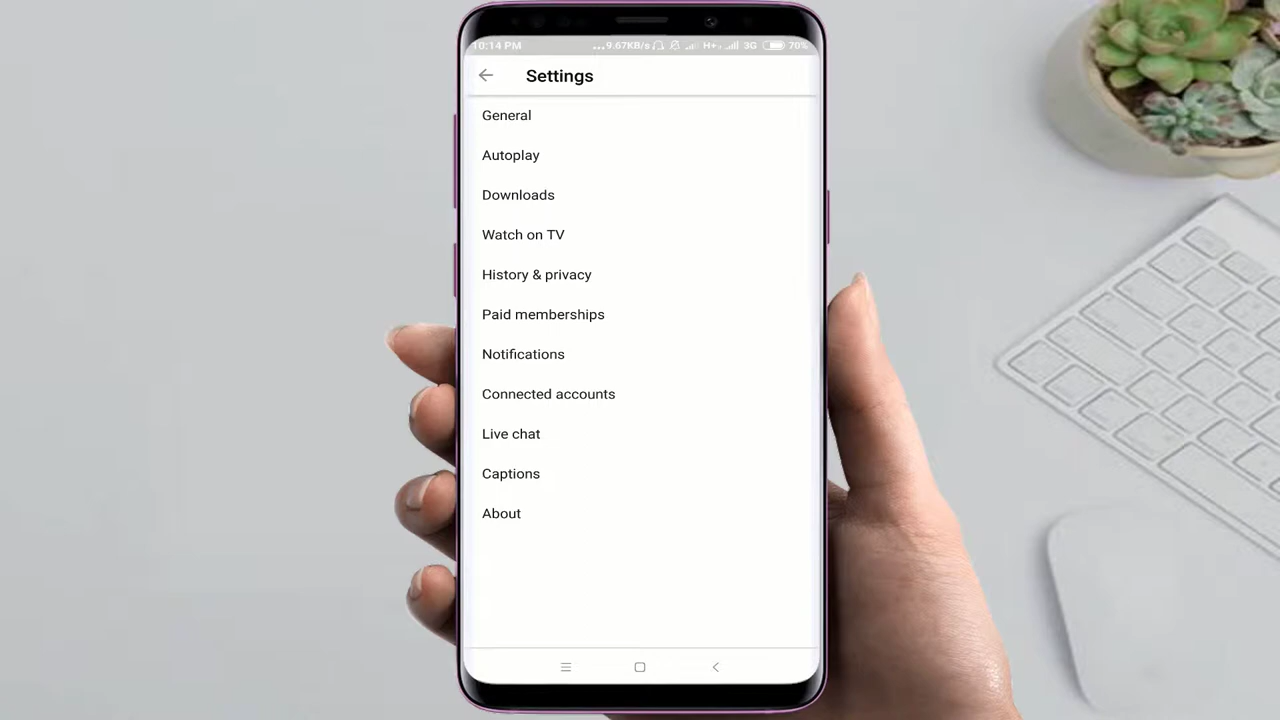 10:14 PM ...9.67KB/s H+ 3G 70%
Settings
General
Autoplay
Downloads
Watch on TV
History & privacy
Paid memberships
Notifications
Connected accounts
Live chat
Captions
About